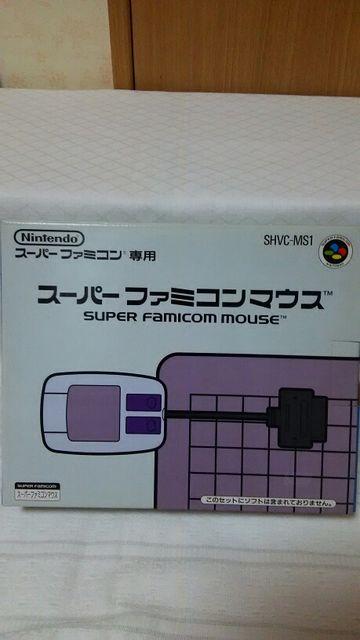 Nintendo
SHVC-MS1
スーパーファミコン®専用
スーパーファミコンマウス™
SUPER FAMICOM MOUSE™
SUPER FAMICOM
スーパーファミコンマウス
このセットにソフトは含まれておりません。